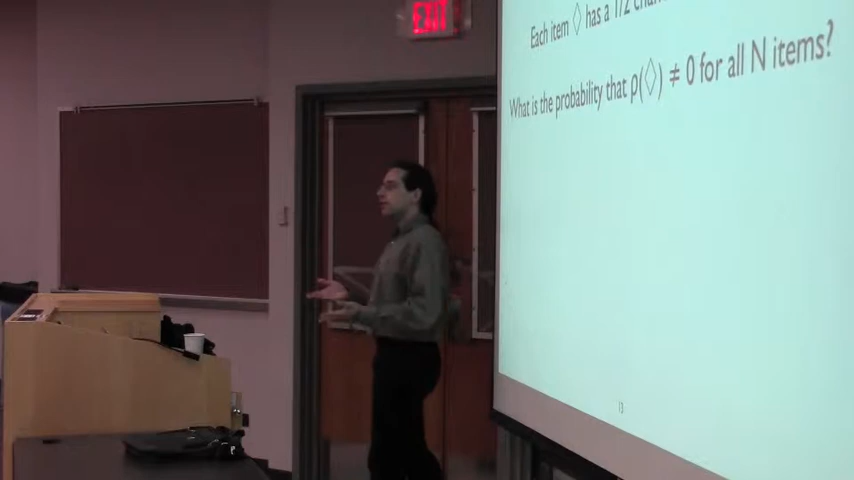 EXIT
Each item ◊ has a 1/2
What is the probability that ρ(◊) ≠ 0 for all N items?
13